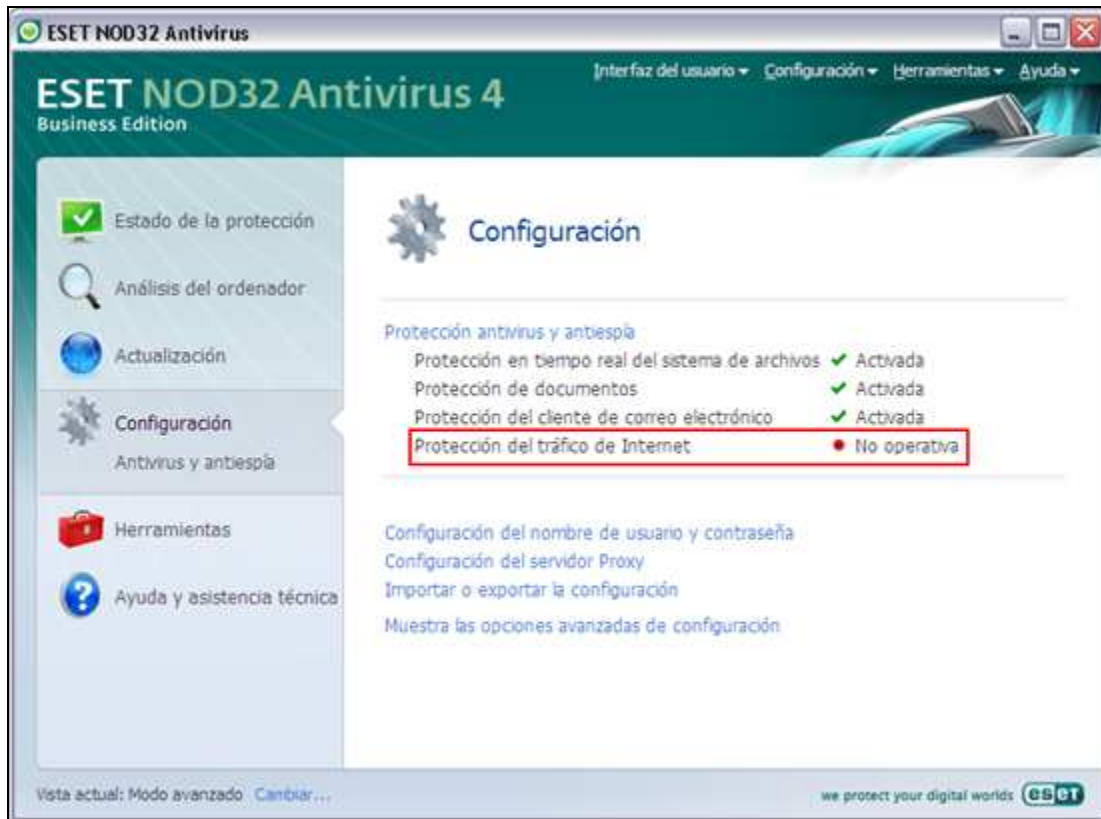 ESET NOD32 Antivirus
Interfaz del usuario Configuración Herramientas Ayuda
ESET NOD32 Antivirus 4
Business Edition
Estado de la protección
Análisis del ordenador
Actualización
Configuración
Antivirus y antiespía
Herramientas
Ayuda y asistencia técnica
Configuración
Protección antivirus y antiespía
Protección en tiempo real del sistema de archivos Activada
Protección de documentos Activada
Protección del cliente de correo electrónico Activada
Protección del tráfico de Internet No operativa
Configuración del nombre de usuario y contraseña
Configuración del servidor Proxy
Importar o exportar la configuración
Muestra las opciones avanzadas de configuración
Vista actual: Modo avanzado Cambiar...
we protect your digital worlds eset